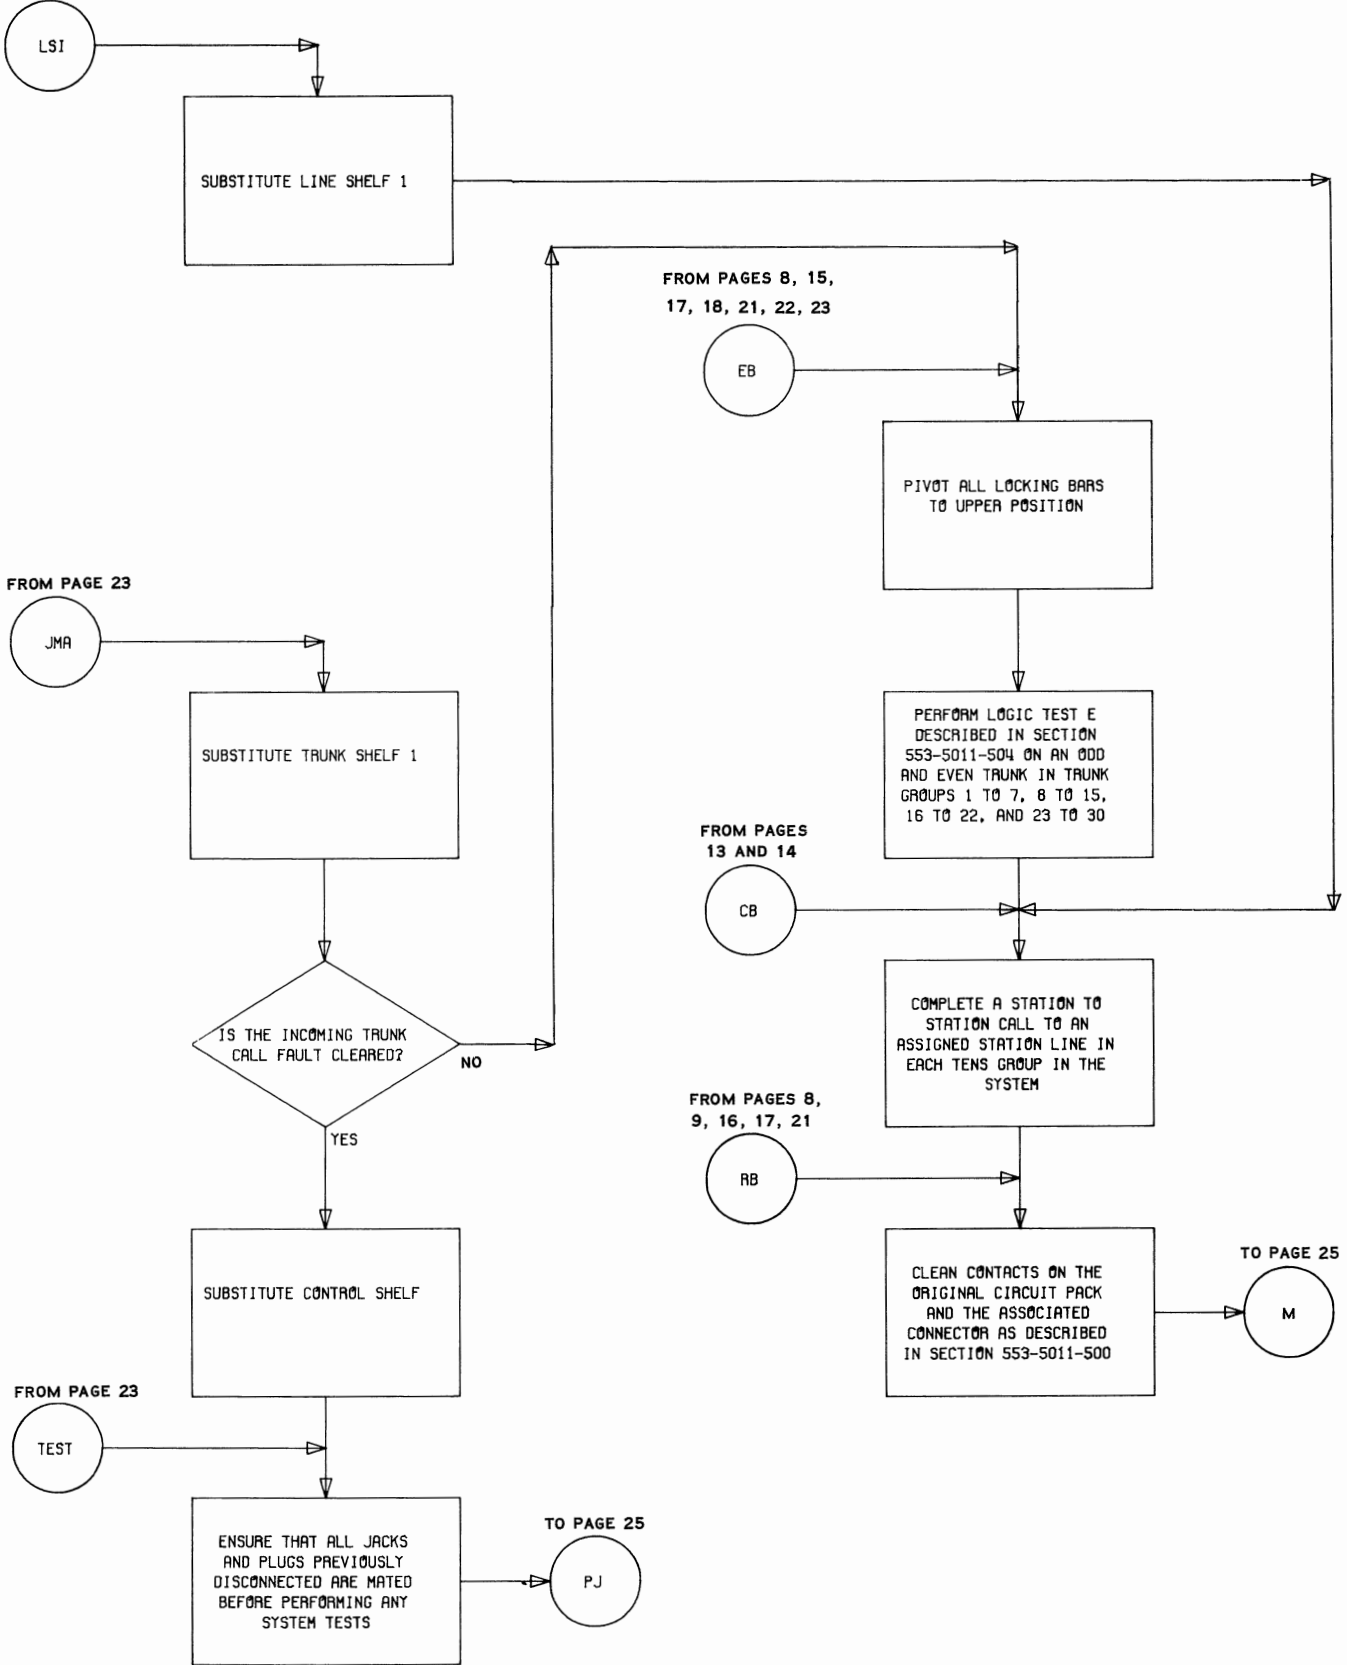 LSI
SUBSTITUTE LINE SHELF 1
FROM PAGES 8, 15,
17, 18, 21, 22, 23
EB
PIVOT ALL LOCKING BARS
TO UPPER POSITION
FROM PAGE 23
JMA
SUBSTITUTE TRUNK SHELF 1
PERFORM LOGIC TEST E
DESCRIBED IN SECTION
553-5011-504 ON AN ODD
AND EVEN TRUNK IN TRUNK
GROUPS 1 TO 7, 8 TO 15,
16 TO 22, AND 23 TO 30
FROM PAGES
13 AND 14
CB
IS THE INCOMING TRUNK
CALL FAULT CLEARED?
NO
YES
COMPLETE A STATION TO
STATION CALL TO AN
ASSIGNED STATION LINE IN
EACH TENS GROUP IN THE
SYSTEM
FROM PAGES 8,
9, 16, 17, 21
RB
SUBSTITUTE CONTROL SHELF
CLEAN CONTACTS ON THE
ORIGINAL CIRCUIT PACK
AND THE ASSOCIATED
CONNECTOR AS DESCRIBED
IN SECTION 553-5011-500
TO PAGE 25
M
FROM PAGE 23
TEST
ENSURE THAT ALL JACKS
AND PLUGS PREVIOUSLY
DISCONNECTED ARE MATED
BEFORE PERFORMING ANY
SYSTEM TESTS
TO PAGE 25
PJ